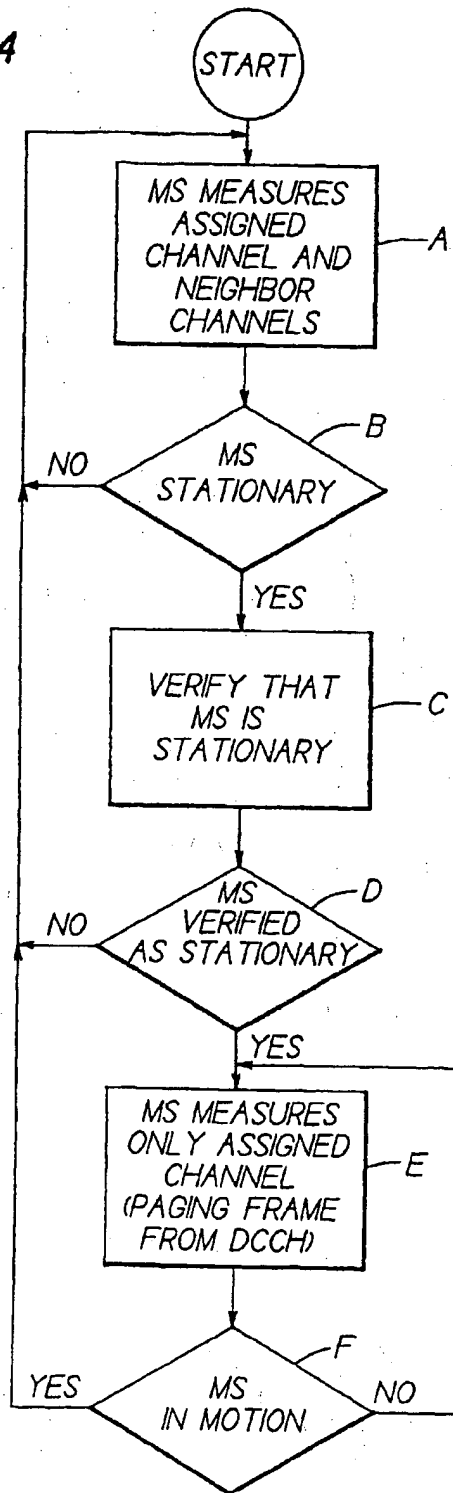 4
START
MS MEASURES
ASSIGNED
CHANNEL AND
NEIGHBOR
CHANNELS
A
B
MS
STATIONARY
NO
YES
VERIFY THAT
MS IS
STATIONARY
C
D
MS
VERIFIED
AS STATIONARY
NO
YES
MS MEASURES
ONLY ASSIGNED
CHANNEL
(PAGING FRAME
FROM DCCH)
E
F
YES
MS
IN MOTION
NO